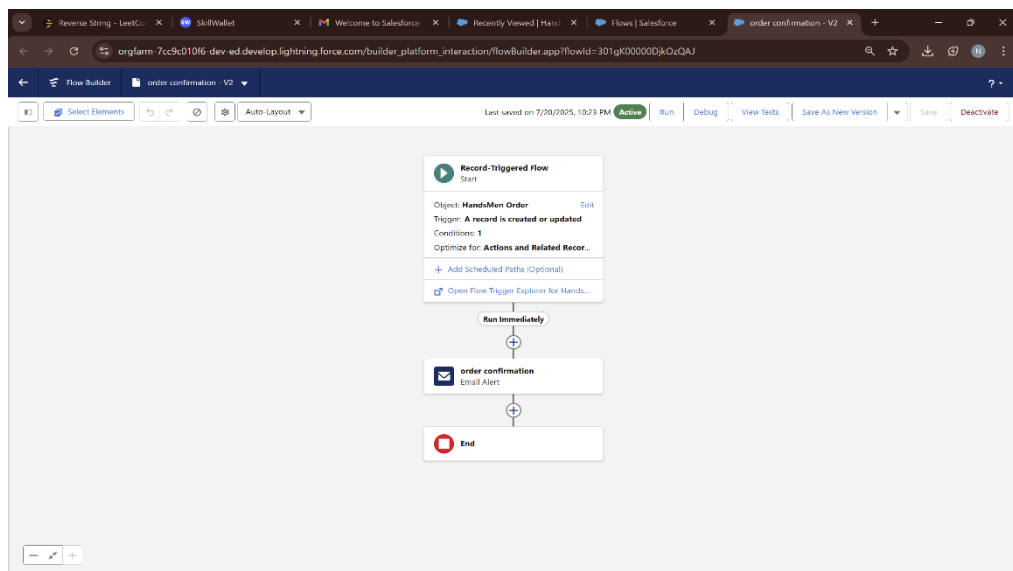 Reverse String - LeetCo
SkillWallet
Welcome to Salesforce:
Recently Viewed | Hand
Flows | Salesforce
order confirmation - V2
orgfarm-7cc9c010f6-dev-ed.develop.lightning.force.com/builder_platform_interaction/flowBuilder.app?flowId=301gK00000DjkOzQAJ
N
Flow Builder
order confirmation - V2
?
Select Elements
Auto-Layout
Last saved on 7/20/2025, 10:23 PM
Active
Run
Debug
View Tests
Save As New Version
Save
Deactivate
Record-Triggered Flow
Start
Object: HandsMen Order
Edit
Trigger: A record is created or updated
Conditions: 1
Optimize for: Actions and Related Recor...
+ Add Scheduled Paths (Optional)
Open Flow Trigger Explorer for Hands...
Run Immediately
order confirmation
Email Alert
End